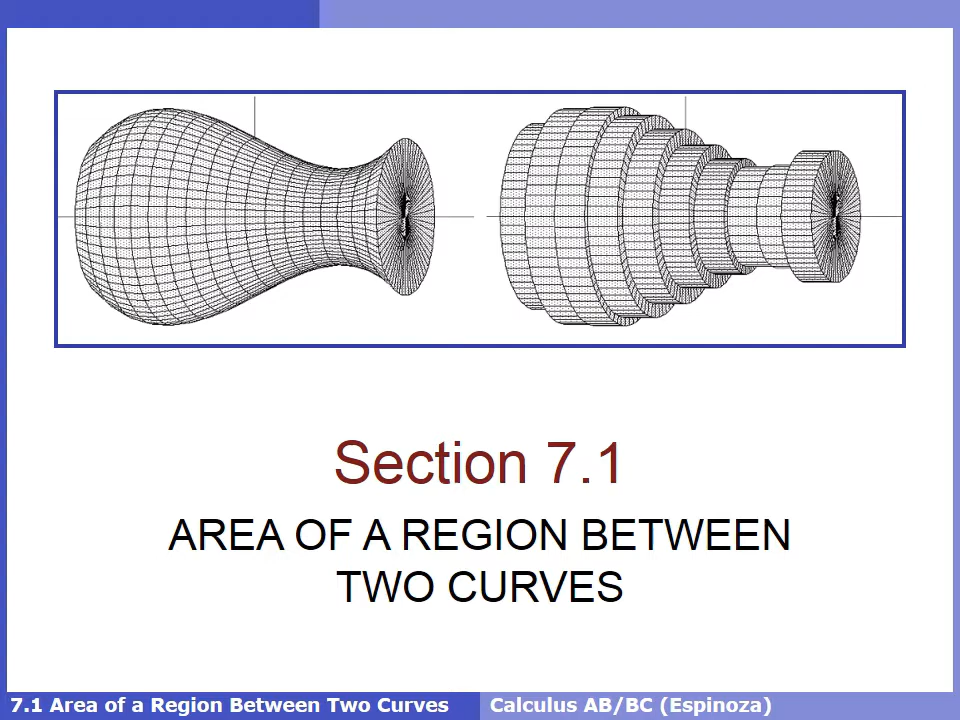 Section 7.1
AREA OF A REGION BETWEEN
TWO CURVES
7.1 Area of a Region Between Two Curves
Calculus AB/BC (Espinoza)